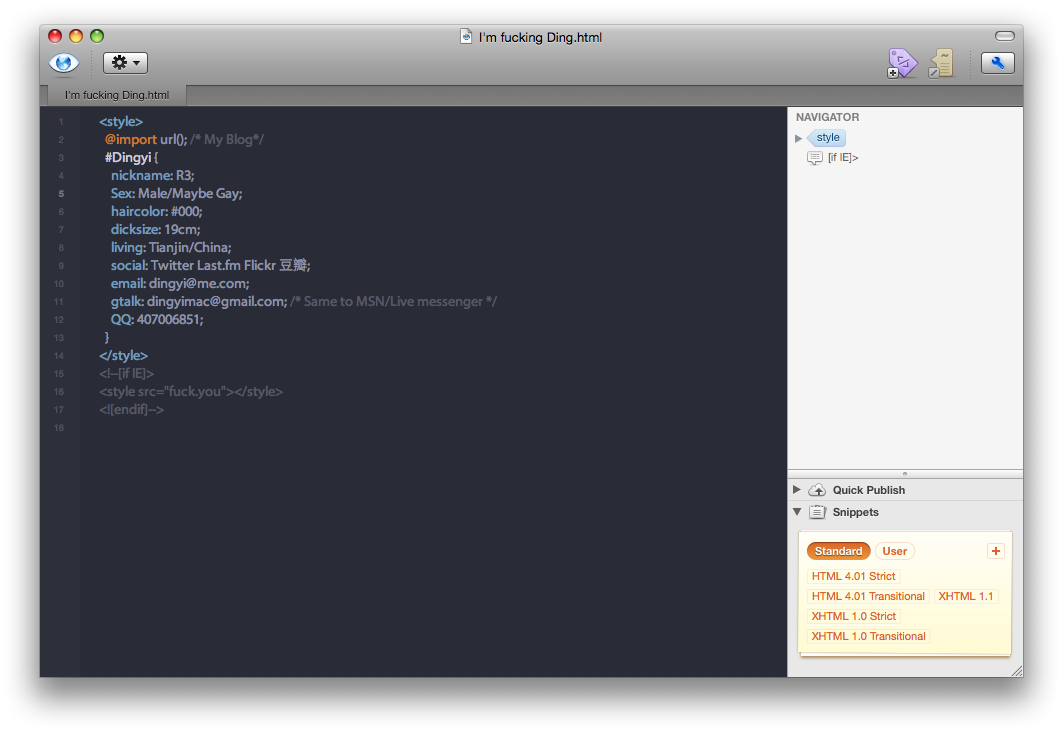 I'm fucking Ding.html
I'm fucking Ding.html
1 <style>
2 @import url(); /* My Blog*/
3 #Dingyi {
4 nickname: R3;
5 Sex: Male/Maybe Gay;
6 haircolor: #000;
7 dicksize: 19cm;
8 living: Tianjin/China;
9 social: Twitter Last.fm Flickr 豆瓣;
10 email: dingyi@me.com;
11 gtalk: dingyimac@gmail.com; /* Same to MSN/Live messenger */
12 QQ: 407006851;
13 }
14 </style>
15 <!--[if IE]>
16 <style src="fuck.you"></style>
17 <![endif]-->
18
NAVIGATOR
style
[if IE]>
Quick Publish
Snippets
Standard User +
HTML 4.01 Strict
HTML 4.01 Transitional XHTML 1.1
XHTML 1.0 Strict
XHTML 1.0 Transitional